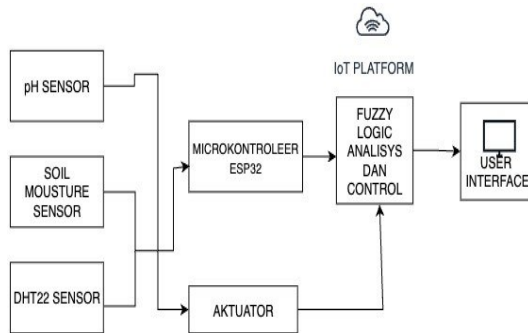 IoT PLATFORM
pH SENSOR
SOIL
MOUSTURE
SENSOR
DHT22 SENSOR
MICROKONTROLEER
ESP32
AKTUATOR
FUZZY
LOGIC
ANALISYS
DAN
CONTROL
USER
INTERFACE